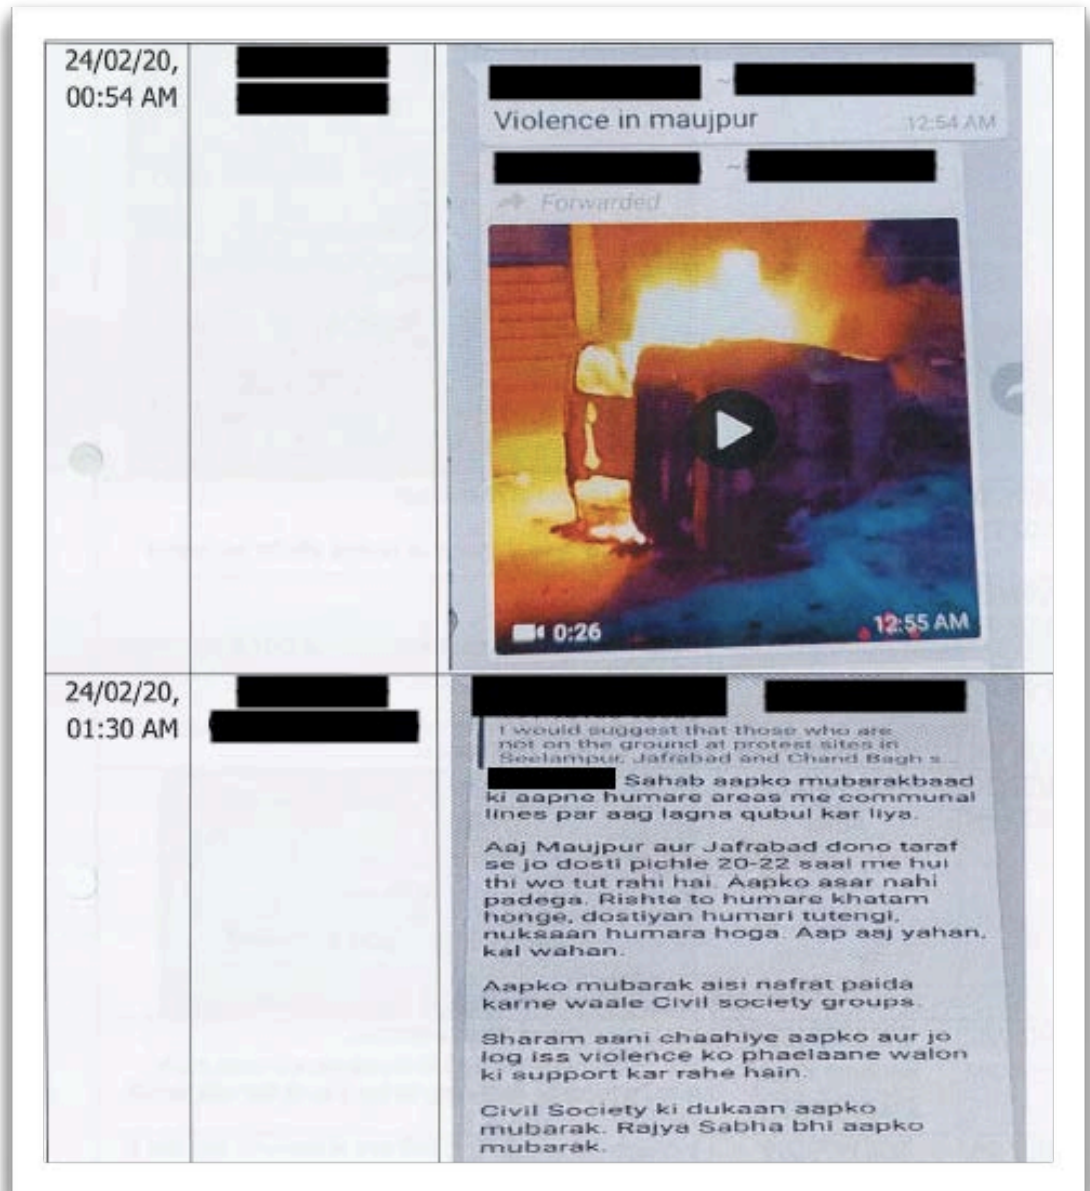 24/02/20,
00:54 AM
~
Violence in maujpur
12:54 AM
~
Forwarded
0:26
12:55 AM
24/02/20,
01:30 AM
I would suggest that those who are
not on the ground at protest sites in
Seelampur, Jafrabad and Chand Bagh s...
Sahab aapko mubarakbaad
ki aapne humare areas me communal
lines par aag lagna qubul kar liya.
Aaj Maujpur aur Jafrabad dono taraf
se jo dosti pichle 20-22 saal me hui
thi wo tut rahi hai. Aapko asar nahi
padega. Rishte to humare khatam
honge, dostiyan humari tutengi,
nuksaan humara hoga. Aap aaj yahan,
kal wahan.
Aapko mubarak aisi nafrat paida
karne waale Civil society groups.
Sharam aani chaahiye aapko aur jo
log iss violence ko phaelaane walon
ki support kar rahe hain.
Civil Society ki dukaan aapko
mubarak. Rajya Sabha bhi aapko
mubarak.